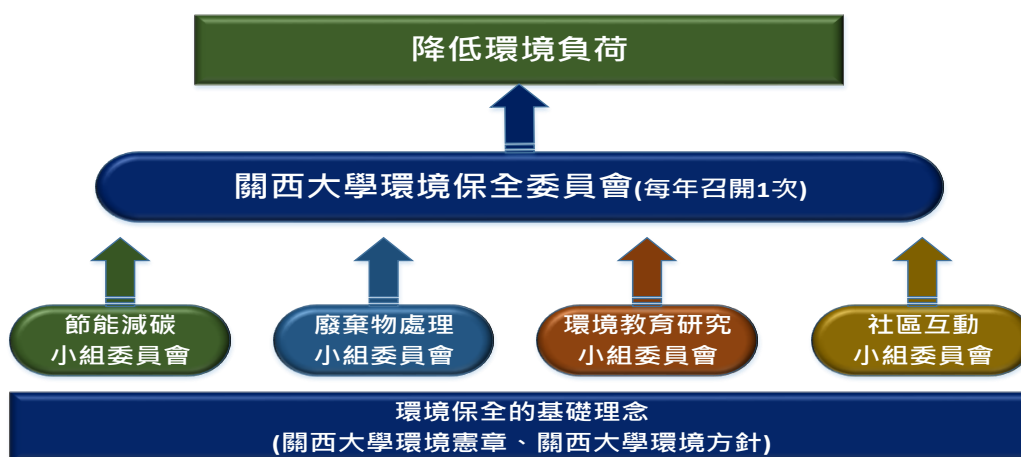 降低環境負荷
關西大學環境保全委員會(每年召開1次)
節能減碳
小組委員會
廢棄物處理
小組委員會
環境教育研究
小組委員會
社區互動
小組委員會
環境保全的基礎理念
(關西大學環境憲章、關西大學環境方針)